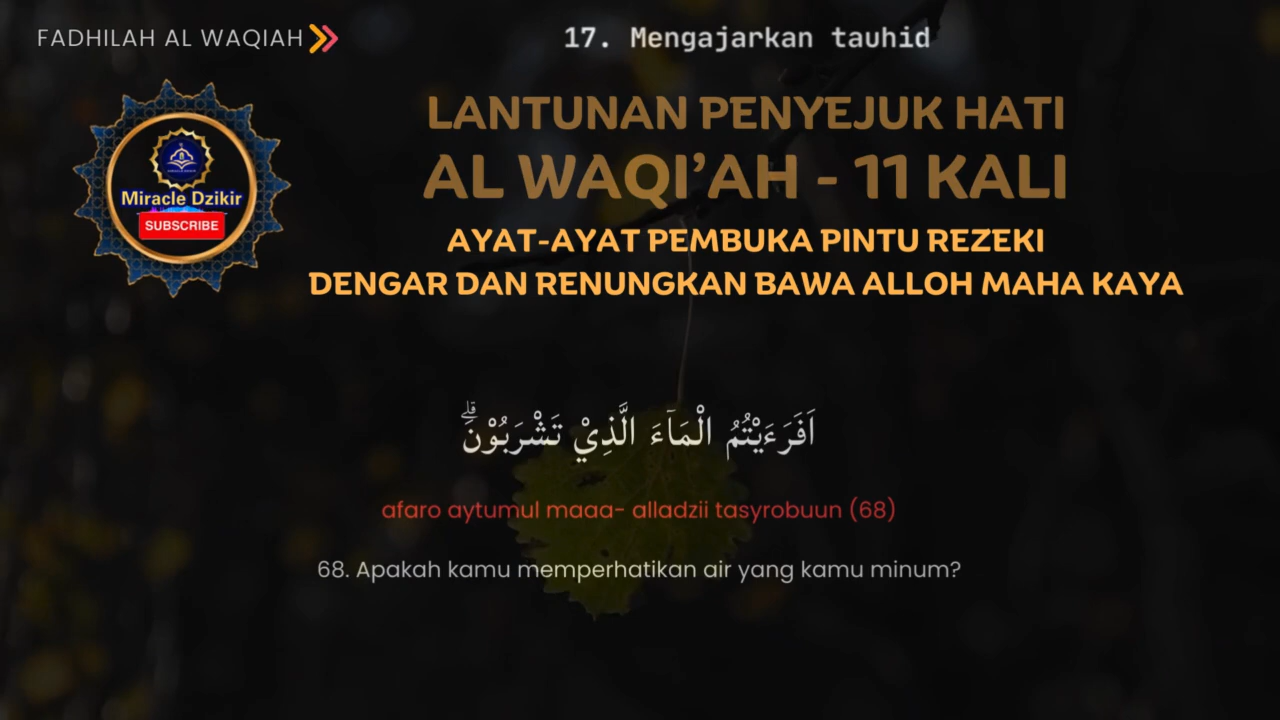 FADHILAH AL WAQIAH
17. Mengajarkan tauhid
Miracle Dzikir
SUBSCRIBE
LANTUNAN PENYEJUK HATI
AL WAQI'AH - 11 KALI
AYAT-AYAT PEMBUKA PINTU REZEKI
DENGAR DAN RENUNGKAN BAWA ALLOH MAHA KAYA
اَفَرَءَيْتُمُ الْمَاۤءَ الَّذِيْ تَشْرَبُوْنَۗ
afaro aytumul maaa- alladzii tasyrobuun (68)
68. Apakah kamu memperhatikan air yang kamu minum?